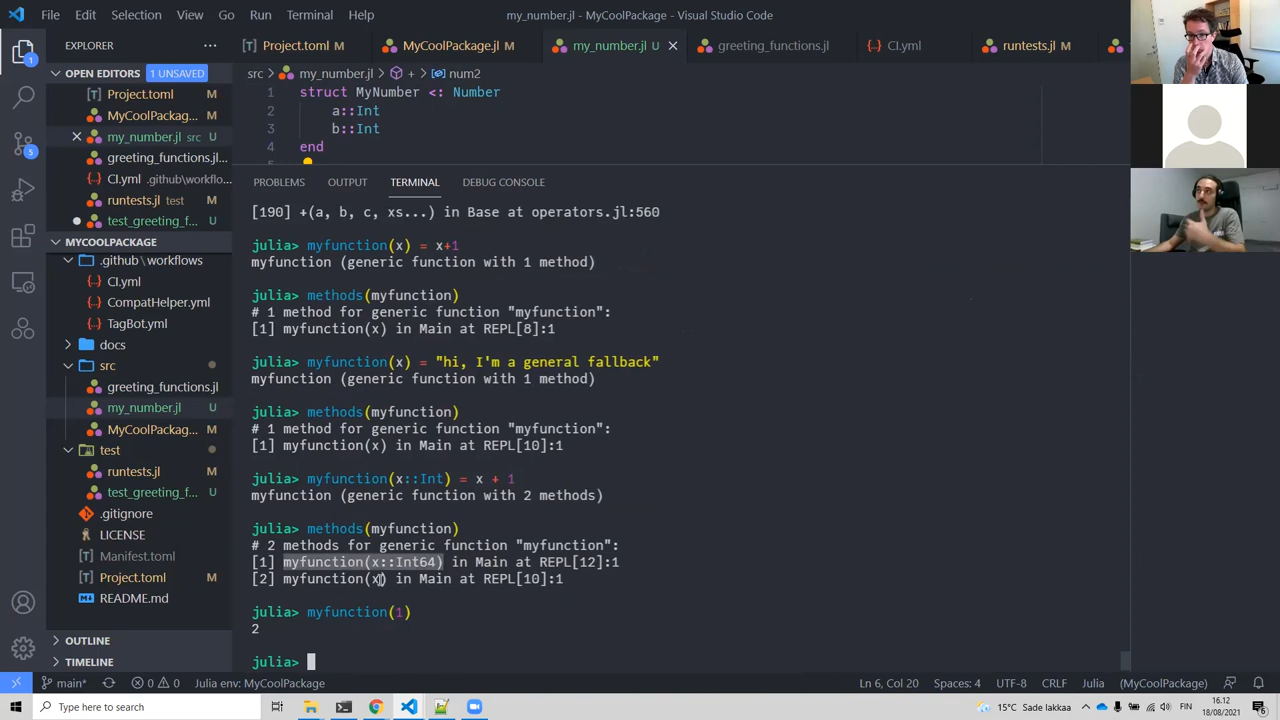 File Edit Selection View Go Run Terminal Help my_number.jl - MyCoolPackage - Visual Studio Code
EXPLORER
Project.toml M
MyCoolPackage.jl M
my_number.jl U
greeting_functions.jl
CI.yml
runtests.jl M
OPEN EDITORS 1 UNSAVED
src > my_number.jl > + > num2
Project.toml M
MyCoolPackag... M
my_number.jl src U
greeting_functions.jl...
CI.yml .github\workflo...
runtests.jl test M
test_greeting_f... U
MYCOOLPACKAGE
.github\workflows
CI.yml
CompatHelper.yml
TagBot.yml
docs
src
greeting_functions.jl
my_number.jl U
MyCoolPackag... M
test
runtests.jl M
test_greeting_f... U
.gitignore
LICENSE
Manifest.toml
Project.toml M
README.md
OUTLINE
TIMELINE
1 struct MyNumber <: Number
2 a::Int
3 b::Int
4 end
PROBLEMS OUTPUT TERMINAL DEBUG CONSOLE
[190] +(a, b, c, xs...) in Base at operators.jl:560
julia> myfunction(x) = x+1
myfunction (generic function with 1 method)
julia> methods(myfunction)
# 1 method for generic function "myfunction":
[1] myfunction(x) in Main at REPL[8]:1
julia> myfunction(x) = "hi, I'm a general fallback"
myfunction (generic function with 1 method)
julia> methods(myfunction)
# 1 method for generic function "myfunction":
[1] myfunction(x) in Main at REPL[10]:1
julia> myfunction(x::Int) = x + 1
myfunction (generic function with 2 methods)
julia> methods(myfunction)
# 2 methods for generic function "myfunction":
[1] myfunction(x::Int64) in Main at REPL[12]:1
[2] myfunction(x) in Main at REPL[10]:1
julia> myfunction(1)
2
julia>
main* 0 0 Julia env: MyCoolPackage Ln 6, Col 20 Spaces: 4 UTF-8 CRLF Julia (MyCoolPackage)
Type here to search
15°C Sade lakkaa
FIN
16.12
18/08/2021
6